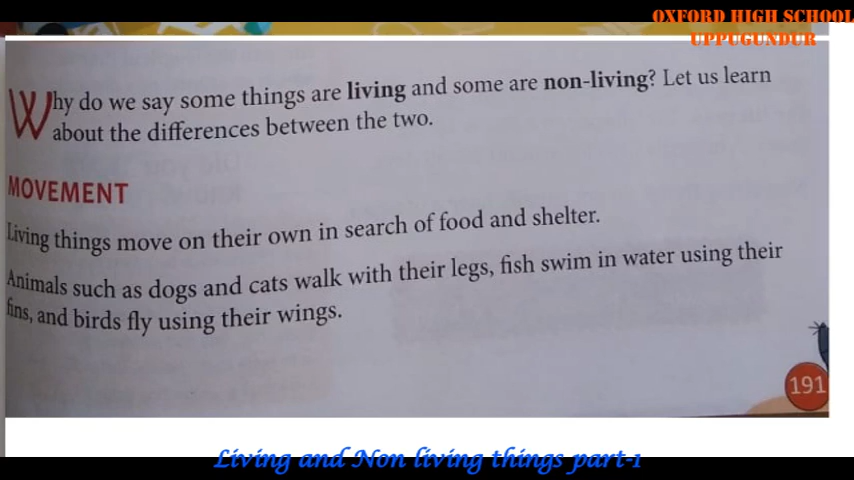 OXFORD HIGH SCHOOL
UPPUGUNDUR
Why do we say some things are living and some are non-living? Let us learn
about the differences between the two.
MOVEMENT
Living things move on their own in search of food and shelter.
Animals such as dogs and cats walk with their legs, fish swim in water using their
fins, and birds fly using their wings.
191
Living and Non living things part-1